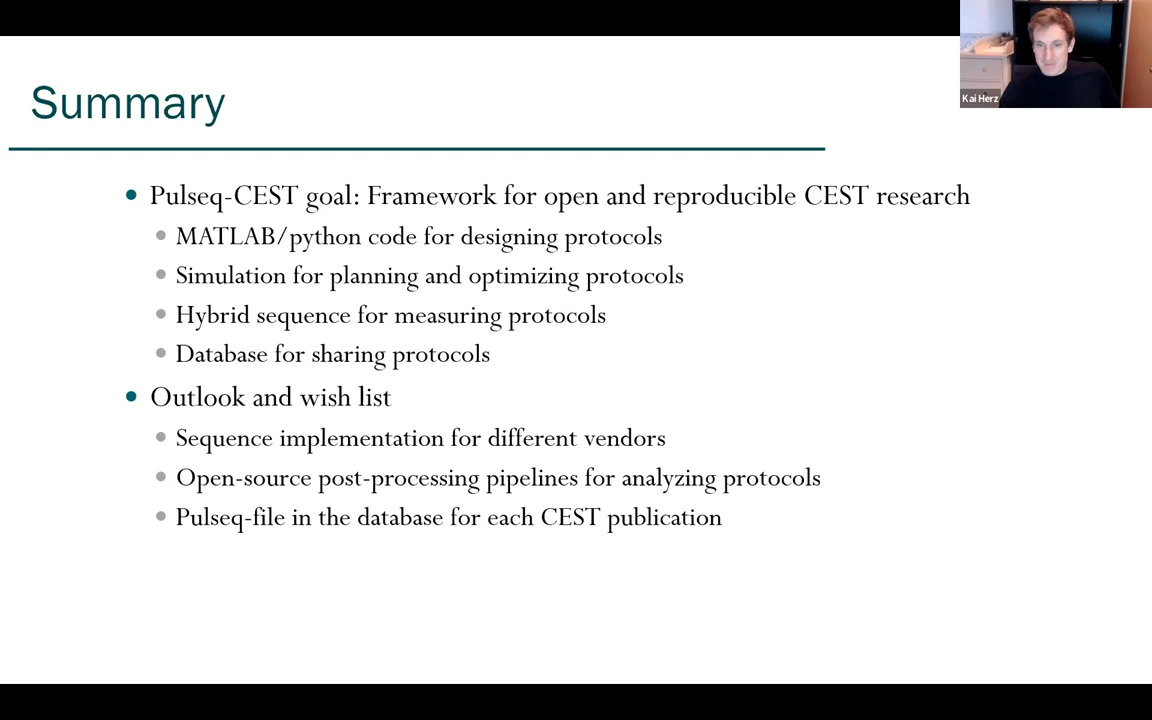 Summary
Kai Herz
Pulseq-CEST goal: Framework for open and reproducible CEST research
MATLAB/python code for designing protocols
Simulation for planning and optimizing protocols
Hybrid sequence for measuring protocols
Database for sharing protocols
Outlook and wish list
Sequence implementation for different vendors
Open-source post-processing pipelines for analyzing protocols
Pulseq-file in the database for each CEST publication